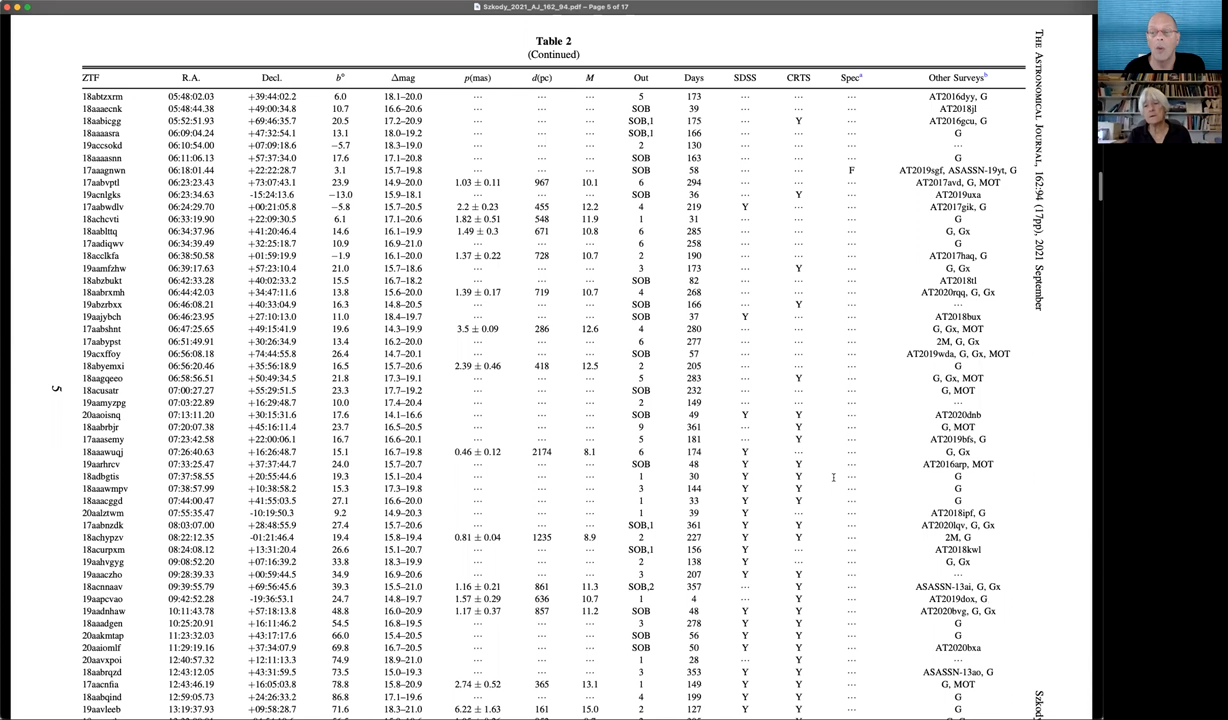 Szkody_2021_AJ_162_94.pdf – Page 5 of 17
Table 2
(Continued)
ZTF R.A. Decl. b° Δmag p(mas) d(pc) M Out Days SDSS CRTS Specᵃ Other Surveysᵇ
18abtzxrm 05:48:02.03 +39:44:02.2 6.0 18.1–20.0 ... ... ... 5 173 ... ... ... AT2016dyy, G
18aaaecnk 05:48:44.38 +49:00:34.8 10.7 16.6–20.6 ... ... ... SOB 39 ... ... ... AT2018jl
18aabicgg 05:52:51.93 +69:46:35.7 20.5 17.2–20.9 ... ... ... SOB,1 175 ... Y ... AT2016gcu, G
18aaaasra 06:09:04.24 +47:32:54.1 13.1 18.0–19.2 ... ... ... SOB,1 166 ... ... ... G
19accsokd 06:10:54.00 +07:09:18.6 −5.7 18.3–19.0 ... ... ... 2 130 ... ... ... ...
18aaaasnn 06:11:06.13 +57:37:34.0 17.6 17.1–20.8 ... ... ... SOB 163 ... ... ... G
17aaagnwn 06:18:01.44 +22:22:28.7 3.1 15.7–19.8 ... ... ... SOB 58 ... ... F AT2019sgf, ASASSN-19yt, G
17aabvptl 06:23:23.43 +73:07:43.1 23.9 14.9–20.0 1.03 ± 0.11 967 10.1 6 294 ... ... ... AT2017avd, G, MOT
19acnlgks 06:23:34.63 -15:24:13.6 −13.0 15.9–18.1 ... ... ... SOB 36 ... Y ... AT2019uxa
17aabwdlv 06:24:29.70 +00:21:05.8 −5.8 15.7–20.5 2.2 ± 0.23 455 12.2 4 219 Y ... ... AT2017gik, G
18achcvti 06:33:19.90 +22:09:30.5 6.1 17.1–20.6 1.82 ± 0.51 548 11.9 1 31 ... ... ... G
18aablttq 06:34:37.96 +41:20:46.4 14.6 16.1–19.9 1.49 ± 0.3 671 10.8 6 285 ... ... ... G, Gx
17aadiqwv 06:34:39.49 +32:25:18.7 10.9 16.9–21.0 ... ... ... 6 258 ... ... ... G
18acclkfa 06:38:50.58 +01:59:19.9 −1.9 16.1–20.0 1.37 ± 0.22 728 10.7 2 190 ... ... ... AT2017haq, G
19aamfzhw 06:39:17.63 +57:23:10.4 21.0 15.7–18.6 ... ... ... 3 173 ... Y ... G, Gx
18abzbukt 06:42:33.28 +40:02:33.2 15.5 16.7–18.2 ... ... ... SOB 82 ... ... ... AT2018tl
18aabrxmh 06:44:42.03 +34:47:11.6 13.8 15.6–20.0 1.39 ± 0.17 719 10.7 4 268 ... ... ... AT2020rqq, G, Gx
19abzrbxx 06:46:08.21 +40:33:04.9 16.3 14.8–20.5 ... ... ... SOB 166 ... Y ... ...
19aajybch 06:46:23.95 +27:10:13.0 11.0 18.4–19.7 ... ... ... SOB 37 Y ... ... AT2018bux
17aabshnt 06:47:25.65 +49:15:41.9 19.6 14.3–19.9 3.5 ± 0.09 286 12.6 4 280 ... ... ... G, Gx, MOT
17aabypst 06:51:49.91 +30:26:34.9 13.4 16.2–20.0 ... ... ... 6 277 ... ... ... 2M, G, Gx
19acxffoy 06:56:08.18 +74:44:55.8 26.4 14.7–20.1 ... ... ... SOB 57 ... ... ... AT2019wda, G, Gx, MOT
18abyemxi 06:56:20.46 +35:56:18.9 16.5 15.7–20.6 2.39 ± 0.46 418 12.5 2 205 ... ... ... G
18aagqeeo 06:58:56.51 +50:49:34.5 21.8 17.3–19.1 ... ... ... 5 283 ... Y ... G, Gx, MOT
18acusatr 07:00:27.27 +55:29:51.5 23.3 17.7–19.2 ... ... ... SOB 232 ... ... ... G, MOT
19aamyzpg 07:03:22.89 +16:29:48.7 10.0 17.4–20.4 ... ... ... 2 149 ... ... ... ...
20aaoisnq 07:13:11.20 +30:15:31.6 17.6 14.1–16.6 ... ... ... SOB 49 Y Y ... AT2020dnb
18aabrbjr 07:20:07.38 +45:16:11.4 23.7 16.5–20.5 ... ... ... 9 361 ... Y ... G, MOT
17aaasemy 07:23:42.58 +22:00:06.1 16.7 16.6–20.1 ... ... ... 5 181 ... Y ... AT2019bfs, G
18aaawuqj 07:26:40.63 +16:26:48.7 15.1 16.7–19.8 0.46 ± 0.12 2174 8.1 6 174 Y ... ... G, Gx
19aarhrcv 07:33:25.47 +37:37:44.7 24.0 15.7–20.7 ... ... ... SOB 48 Y Y ... AT2016arp, MOT
18adbgtis 07:37:58.55 +20:55:44.6 19.3 15.1–20.4 ... ... ... 1 30 Y Y ... G
18aaawmpv 07:38:57.99 +10:38:58.2 15.3 17.3–19.8 ... ... ... 3 144 Y Y ... G
18aaacggd 07:44:00.47 +41:55:03.5 27.1 16.6–20.0 ... ... ... 1 33 Y Y ... G
20aalztwm 07:55:35.47 -10:19:50.3 9.2 14.9–20.3 ... ... ... 1 39 Y ... ... AT2018ipf, G
17aabnzdk 08:03:07.00 +28:48:55.9 27.4 15.7–20.6 ... ... ... SOB,1 361 Y Y ... AT2020lqv, G, Gx
18achypzv 08:22:12.35 -01:21:46.4 19.4 15.8–19.4 0.81 ± 0.04 1235 8.9 2 227 Y Y ... 2M, G
18acurpxm 08:24:08.12 +13:31:20.4 26.6 15.1–20.7 ... ... ... SOB,1 156 Y ... ... AT2018kwl
19aahvgyg 09:08:52.20 +07:16:39.2 33.8 18.3–19.9 ... ... ... 2 138 Y ... ... G, Gx
19aaaczho 09:28:39.33 +00:59:44.5 34.9 16.9–20.6 ... ... ... 3 207 Y Y ... ...
18acnnaav 09:39:55.79 +69:56:45.6 39.3 15.5–21.0 1.16 ± 0.21 861 11.3 SOB,2 357 ... Y ... ASASSN-13ai, G, Gx
19aapcvao 09:42:52.28 -19:36:53.1 24.7 14.8–19.7 1.57 ± 0.29 636 10.7 1 4 ... Y ... AT2019dox, G
19aadnhaw 10:11:43.78 +57:18:13.8 48.8 16.0–20.9 1.17 ± 0.37 857 11.2 SOB 48 Y Y ... AT2020bvg, G, Gx
18aaadgen 10:25:20.91 +16:11:46.2 54.5 16.8–19.5 ... ... ... 3 278 Y Y ... G
20aakmtap 11:23:32.03 +43:17:17.6 66.0 15.4–20.5 ... ... ... SOB 56 Y Y ... G
20aaiomlf 11:29:19.16 +37:34:07.9 69.8 16.7–20.5 ... ... ... SOB 50 Y Y ... AT2020bxa
20aavxpoi 12:40:57.32 +12:11:13.3 74.9 18.9–21.0 ... ... ... 1 28 ... Y ... ...
18aabrqzd 12:43:12.05 +43:31:59.5 73.5 15.0–19.3 ... ... ... 3 353 Y Y ... ASASSN-13ao, G
17aacnfia 12:43:46.19 +16:05:03.8 78.8 15.8–20.9 2.74 ± 0.52 365 13.1 1 149 Y Y ... G, MOT
18aabqjnd 12:59:05.73 +24:26:33.2 86.8 17.1–19.6 ... ... ... 4 199 Y Y ... G
19aavleeb 13:19:37.93 +09:58:28.7 71.6 18.3–21.0 6.22 ± 1.63 161 15.0 2 127 Y Y ... G
5
THE ASTRONOMICAL JOURNAL, 162:94 (17pp), 2021 September